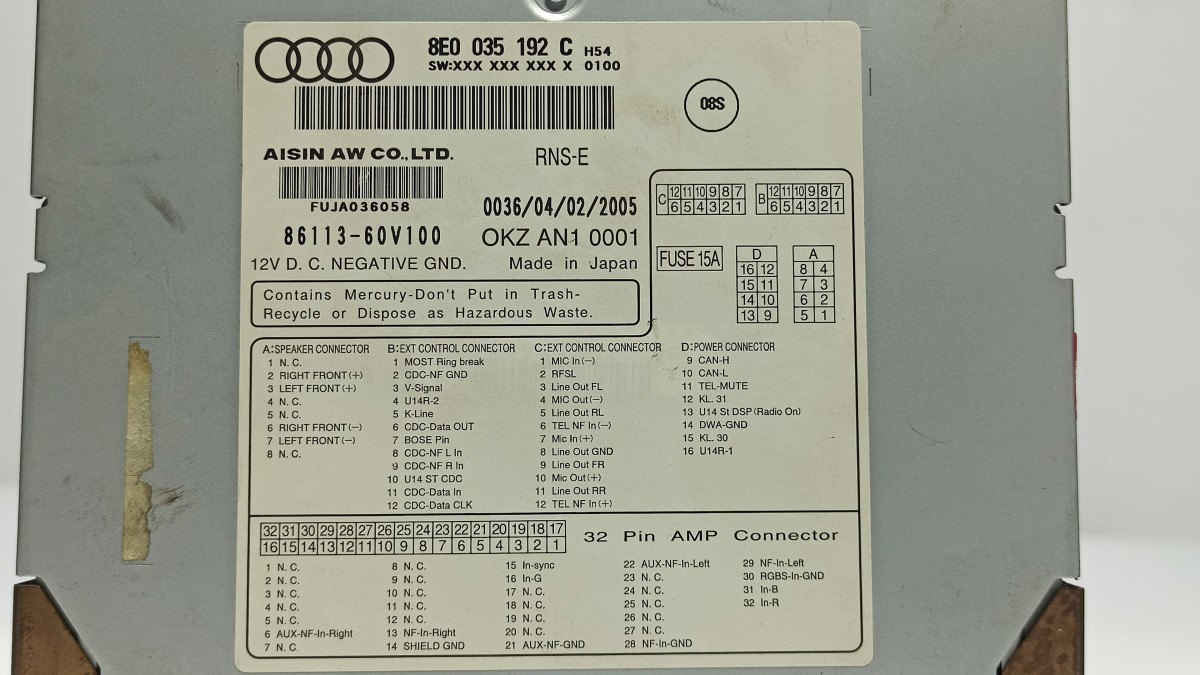 8E0 035 192 C H54
SW:XXX XXX XXX X 0100
08S
AISIN AW CO.,LTD.
RNS-E
FUJA036058
0036/04/02/2005
86113-60V100
OKZ AN1 0001
12V D. C. NEGATIVE GND.
Made in Japan
Contains Mercury-Don't Put in Trash-
Recycle or Dispose as Hazardous Waste.
C 12 11 10 9 8 7
6 5 4 3 2 1
B 12 11 10 9 8 7
6 5 4 3 2 1
FUSE 15A
D
16 12
15 11
14 10
13 9
A
8 4
7 3
6 2
5 1
A:SPEAKER CONNECTOR
1 N. C.
2 RIGHT FRONT(+)
3 LEFT FRONT(+)
4 N. C.
5 N. C.
6 RIGHT FRONT(−)
7 LEFT FRONT(−)
8 N. C.
B:EXT CONTROL CONNECTOR
1 MOST Ring break
2 CDC-NF GND
3 V-Signal
4 U14R-2
5 K-Line
6 CDC-Data OUT
7 BOSE Pin
8 CDC-NF L In
9 CDC-NF R In
10 U14 ST CDC
11 CDC-Data In
12 CDC-Data CLK
C:EXT CONTROL CONNECTOR
1 MIC In(−)
2 RFSL
3 Line Out FL
4 MIC Out(−)
5 Line Out RL
6 TEL NF In(−)
7 Mic In(+)
8 Line Out GND
9 Line Out FR
10 Mic Out(+)
11 Line Out RR
12 TEL NF In(+)
D:POWER CONNECTOR
9 CAN-H
10 CAN-L
11 TEL-MUTE
12 KL. 31
13 U14 St DSP(Radio On)
14 DWA-GND
15 KL. 30
16 U14R-1
32 31 30 29 28 27 26 25 24 23 22 21 20 19 18 17
16 15 14 13 12 11 10 9 8 7 6 5 4 3 2 1
32 Pin AMP Connector
1 N. C.
2 N. C.
3 N. C.
4 N. C.
5 N. C.
6 AUX-NF-In-Right
7 N. C.
8 N. C.
9 N. C.
10 N. C.
11 N. C.
12 N. C.
13 NF-In-Right
14 SHIELD GND
15 In-sync
16 In-G
17 N. C.
18 N. C.
19 N. C.
20 N. C.
21 AUX-NF-GND
22 AUX-NF-In-Left
23 N. C.
24 N. C.
25 N. C.
26 N. C.
27 N. C.
28 NF-In-GND
29 NF-In-Left
30 RGBS-In-GND
31 In-B
32 In-R